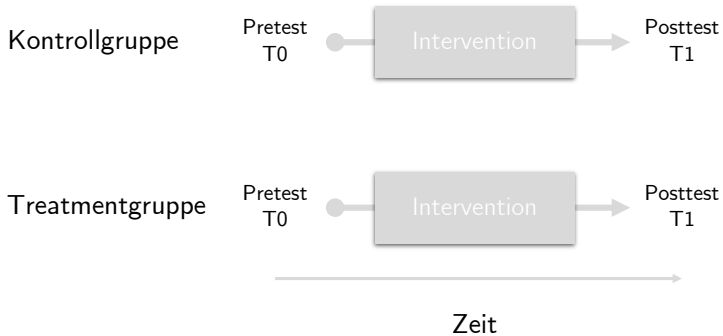 Kontrollgruppe
Pretest
T0
Intervention
Posttest
T1
Treatmentgruppe
Pretest
T0
Intervention
Posttest
T1
Zeit